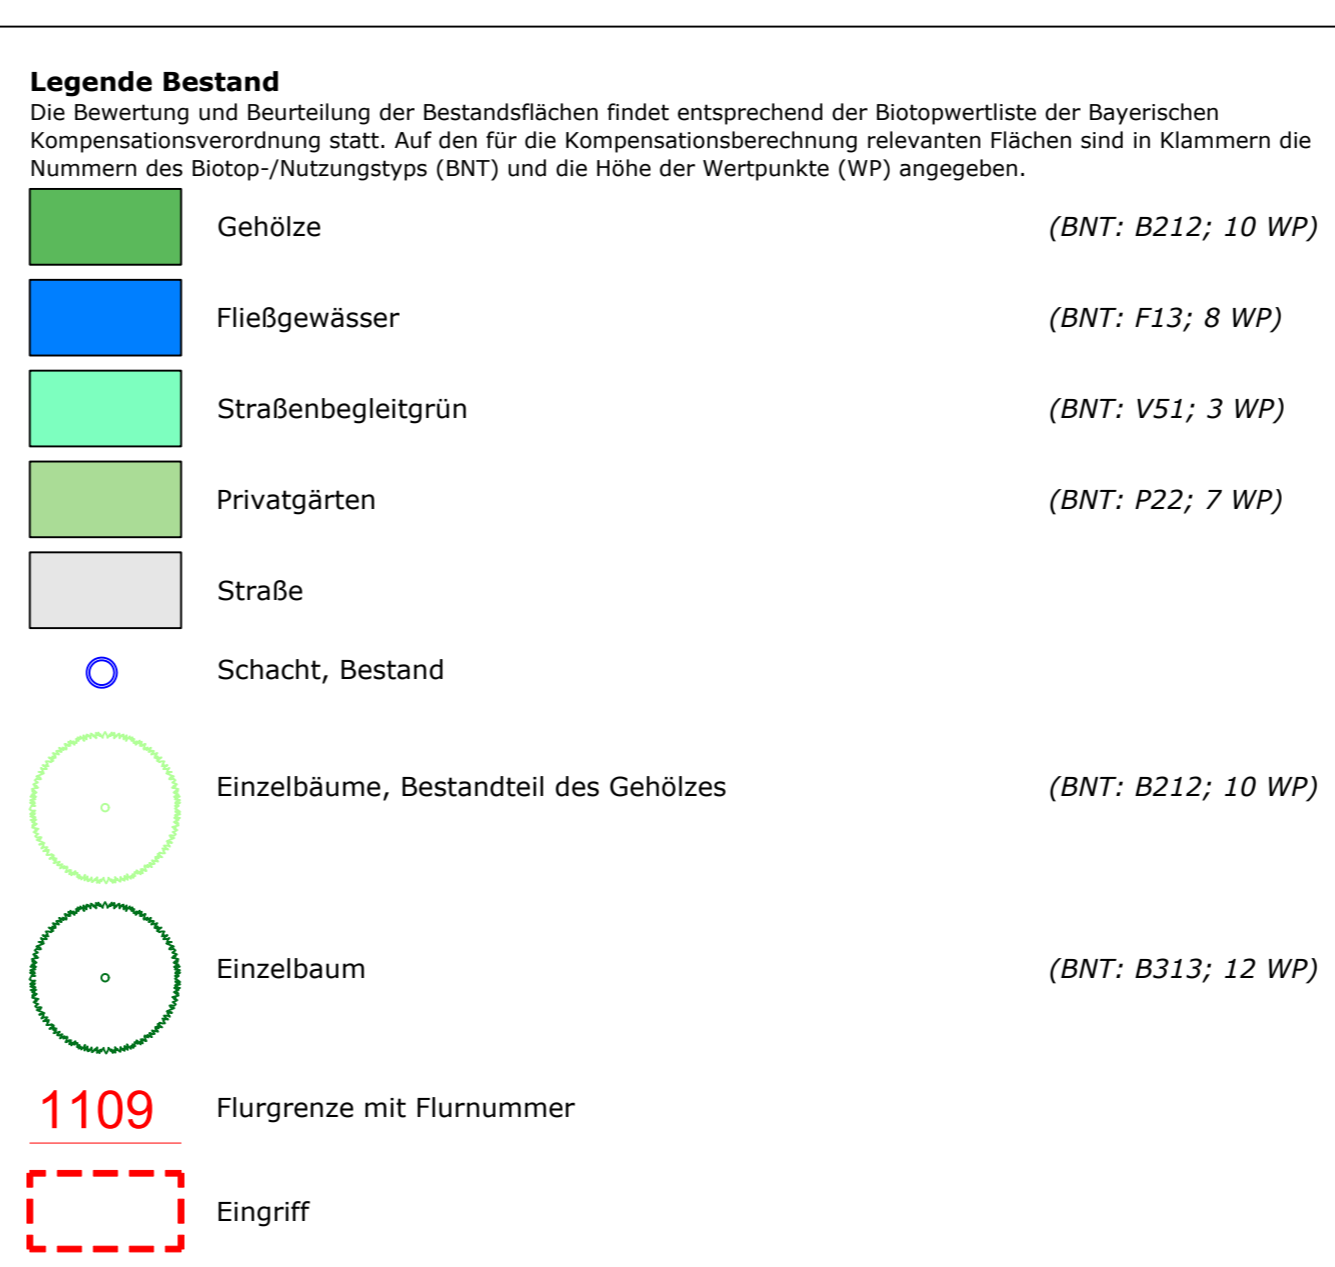 Legende Bestand
Die Bewertung und Beurteilung der Bestandsflächen findet entsprechend der Biotopwertliste der Bayerischen
Kompensationsverordnung statt. Auf den für die Kompensationsberechnung relevanten Flächen sind in Klammern die
Nummern des Biotop-/Nutzungstyps (BNT) und die Höhe der Wertpunkte (WP) angegeben.
Gehölze (BNT: B212; 10 WP)
Fließgewässer (BNT: F13; 8 WP)
Straßenbegleitgrün (BNT: V51; 3 WP)
Privatgärten (BNT: P22; 7 WP)
Straße
Schacht, Bestand
Einzelbäume, Bestandteil des Gehölzes (BNT: B212; 10 WP)
Einzelbaum (BNT: B313; 12 WP)
1109 Flurgrenze mit Flurnummer
Eingriff